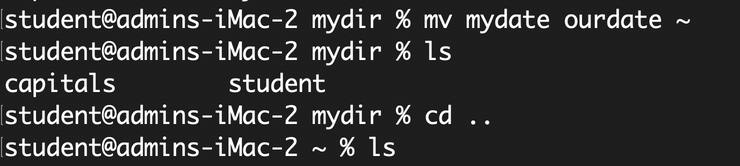 [student@admins-iMac-2 mydir % mv mydate ourdate ~
[student@admins-iMac-2 mydir % ls
capitals        student
[student@admins-iMac-2 mydir % cd ..
[student@admins-iMac-2 ~ % ls